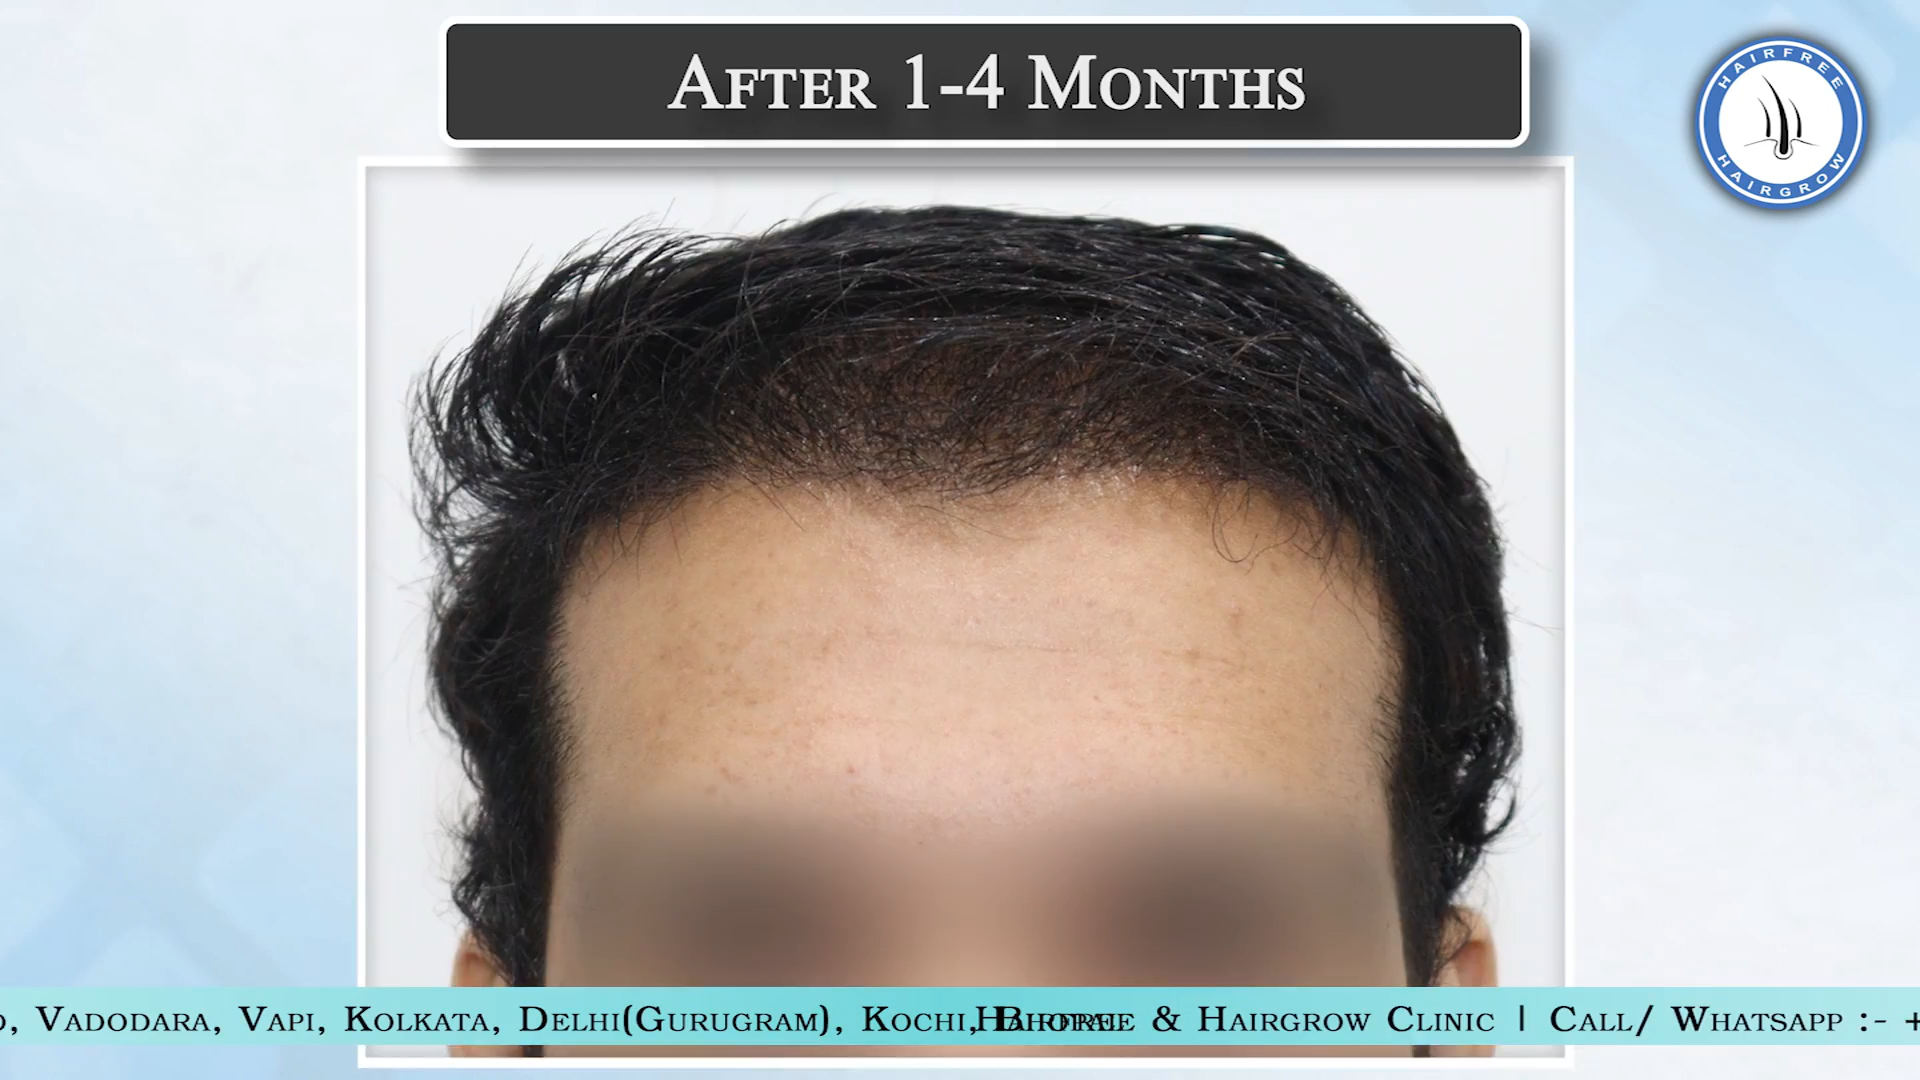 After 1-4 Months
HAIRFREE
HAIRGROW
, Vadodara, Vapi, Kolkata, Delhi(Gurugram), Kochi, & Hairgrow Clinic | Call/ Whatsapp :- +